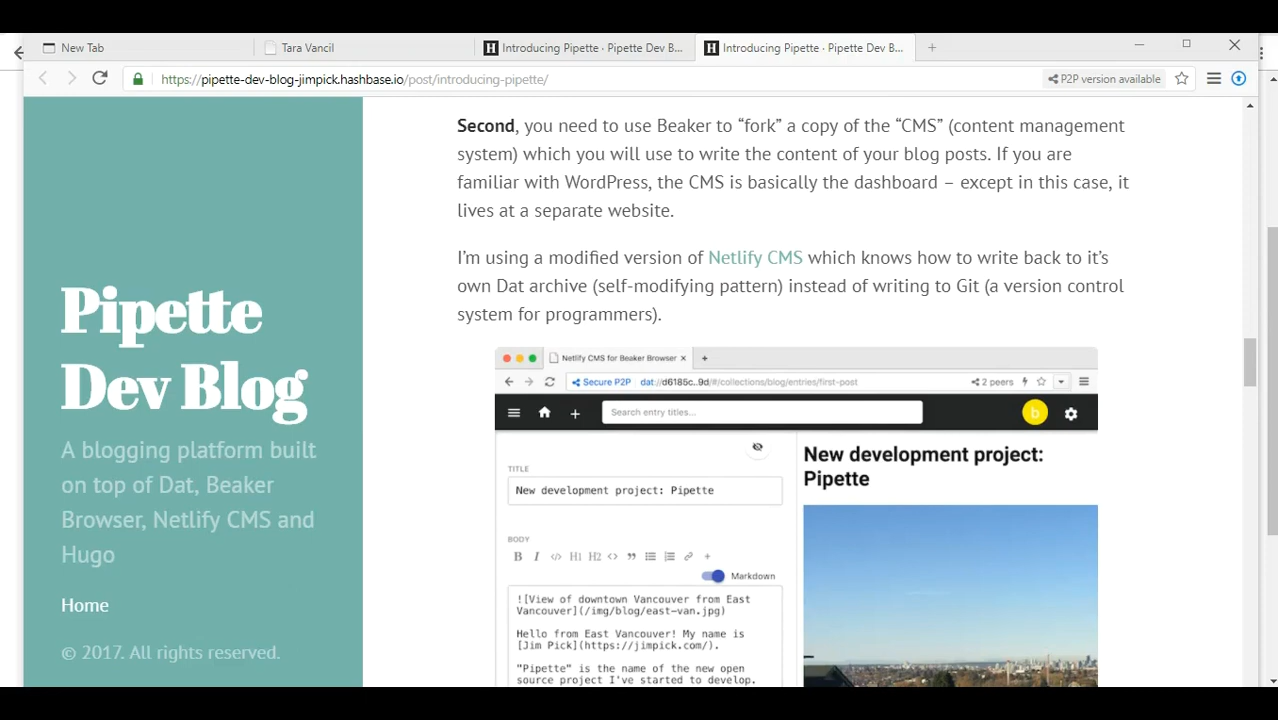 New Tab
Tara Vancil
Introducing Pipette · Pipette Dev B...
Introducing Pipette · Pipette Dev B...
https://pipette-dev-blog-jimpick.hashbase.io/post/introducing-pipette/
P2P version available
Pipette
Dev Blog
A blogging platform built
on top of Dat, Beaker
Browser, Netlify CMS and
Hugo
Home
© 2017. All rights reserved.
Second, you need to use Beaker to “fork” a copy of the “CMS” (content management
system) which you will use to write the content of your blog posts. If you are
familiar with WordPress, the CMS is basically the dashboard – except in this case, it
lives at a separate website.
I’m using a modified version of Netlify CMS which knows how to write back to it’s
own Dat archive (self-modifying pattern) instead of writing to Git (a version control
system for programmers).
Netlify CMS for Beaker Browser
Secure P2P dat://d6185c..9d/#/collections/blog/entries/first-post
2 peers
Search entry titles...
b
TITLE
New development project: Pipette
BODY
B I </> H1 H2 <>
Markdown
![View of downtown Vancouver from East
Vancouver](/img/blog/east-van.jpg)
Hello from East Vancouver! My name is
[Jim Pick](https://jimpick.com/).
"Pipette" is the name of the new open
source project I've started to develop.
New development project:
Pipette